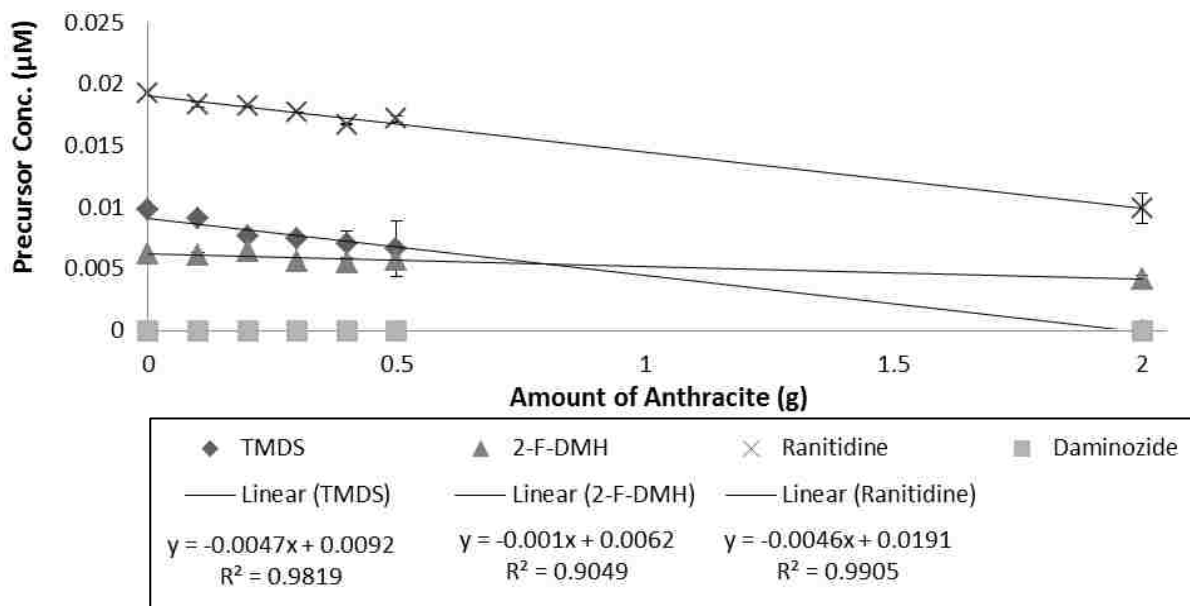 Precursor Conc. (µM)
0.025
0.02
0.015
0.01
0.005
0
0 0.5 1 1.5 2
Amount of Anthracite (g)
TMDS 2-F-DMH Ranitidine Daminozide
Linear (TMDS) Linear (2-F-DMH) Linear (Ranitidine)
y = -0.0047x + 0.0092 y = -0.001x + 0.0062 y = -0.0046x + 0.0191
R² = 0.9819 R² = 0.9049 R² = 0.9905